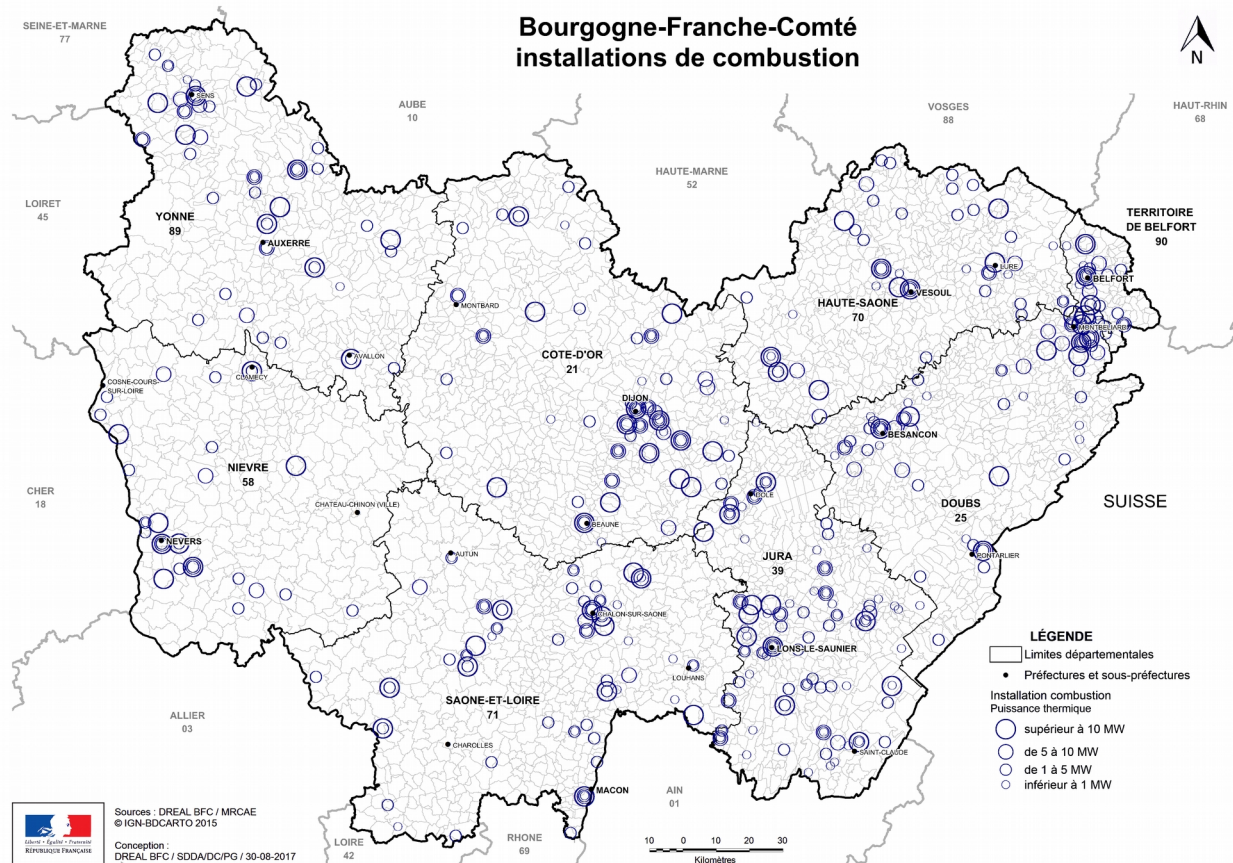 Bourgogne-Franche-Comté
installations de combustion
N
SEINE-ET-MARNE
77
AUBE
10
VOSGES
88
HAUT-RHIN
68
HAUTE-MARNE
52
LOIRET
45
SENS
YONNE
89
AUXERRE
TERRITOIRE
DE BELFORT
90
BELFORT
LURE
VESOUL
HAUTE-SAONE
70
MONTBELIARD
MONTBARD
AVALLON
CLAMECY
COSNE-COURS-
SUR-LOIRE
COTE-D'OR
21
DIJON
BESANCON
NIEVRE
58
CHER
18
CHATEAU-CHINON (VILLE)
DOLE
DOUBS
25
SUISSE
BEAUNE
NEVERS
AUTUN
JURA
39
PONTARLIER
CHALON-SUR-SAONE
LONS-LE-SAUNIER
LOUHANS
SAONE-ET-LOIRE
71
ALLIER
03
CHAROLLES
SAINT-CLAUDE
MACON
AIN
01
LOIRE
42
RHONE
69
LÉGENDE
Limites départementales
Préfectures et sous-préfectures
Installation combustion
Puissance thermique
supérieur à 10 MW
de 5 à 10 MW
de 1 à 5 MW
inférieur à 1 MW
Liberté • Égalité • Fraternité
RÉPUBLIQUE FRANÇAISE
Sources : DREAL BFC / MRCAE
© IGN-BDCARTO 2015
Conception :
DREAL BFC / SDDA/DC/PG / 30-08-2017
10 0 10 20 30
Kilomètres